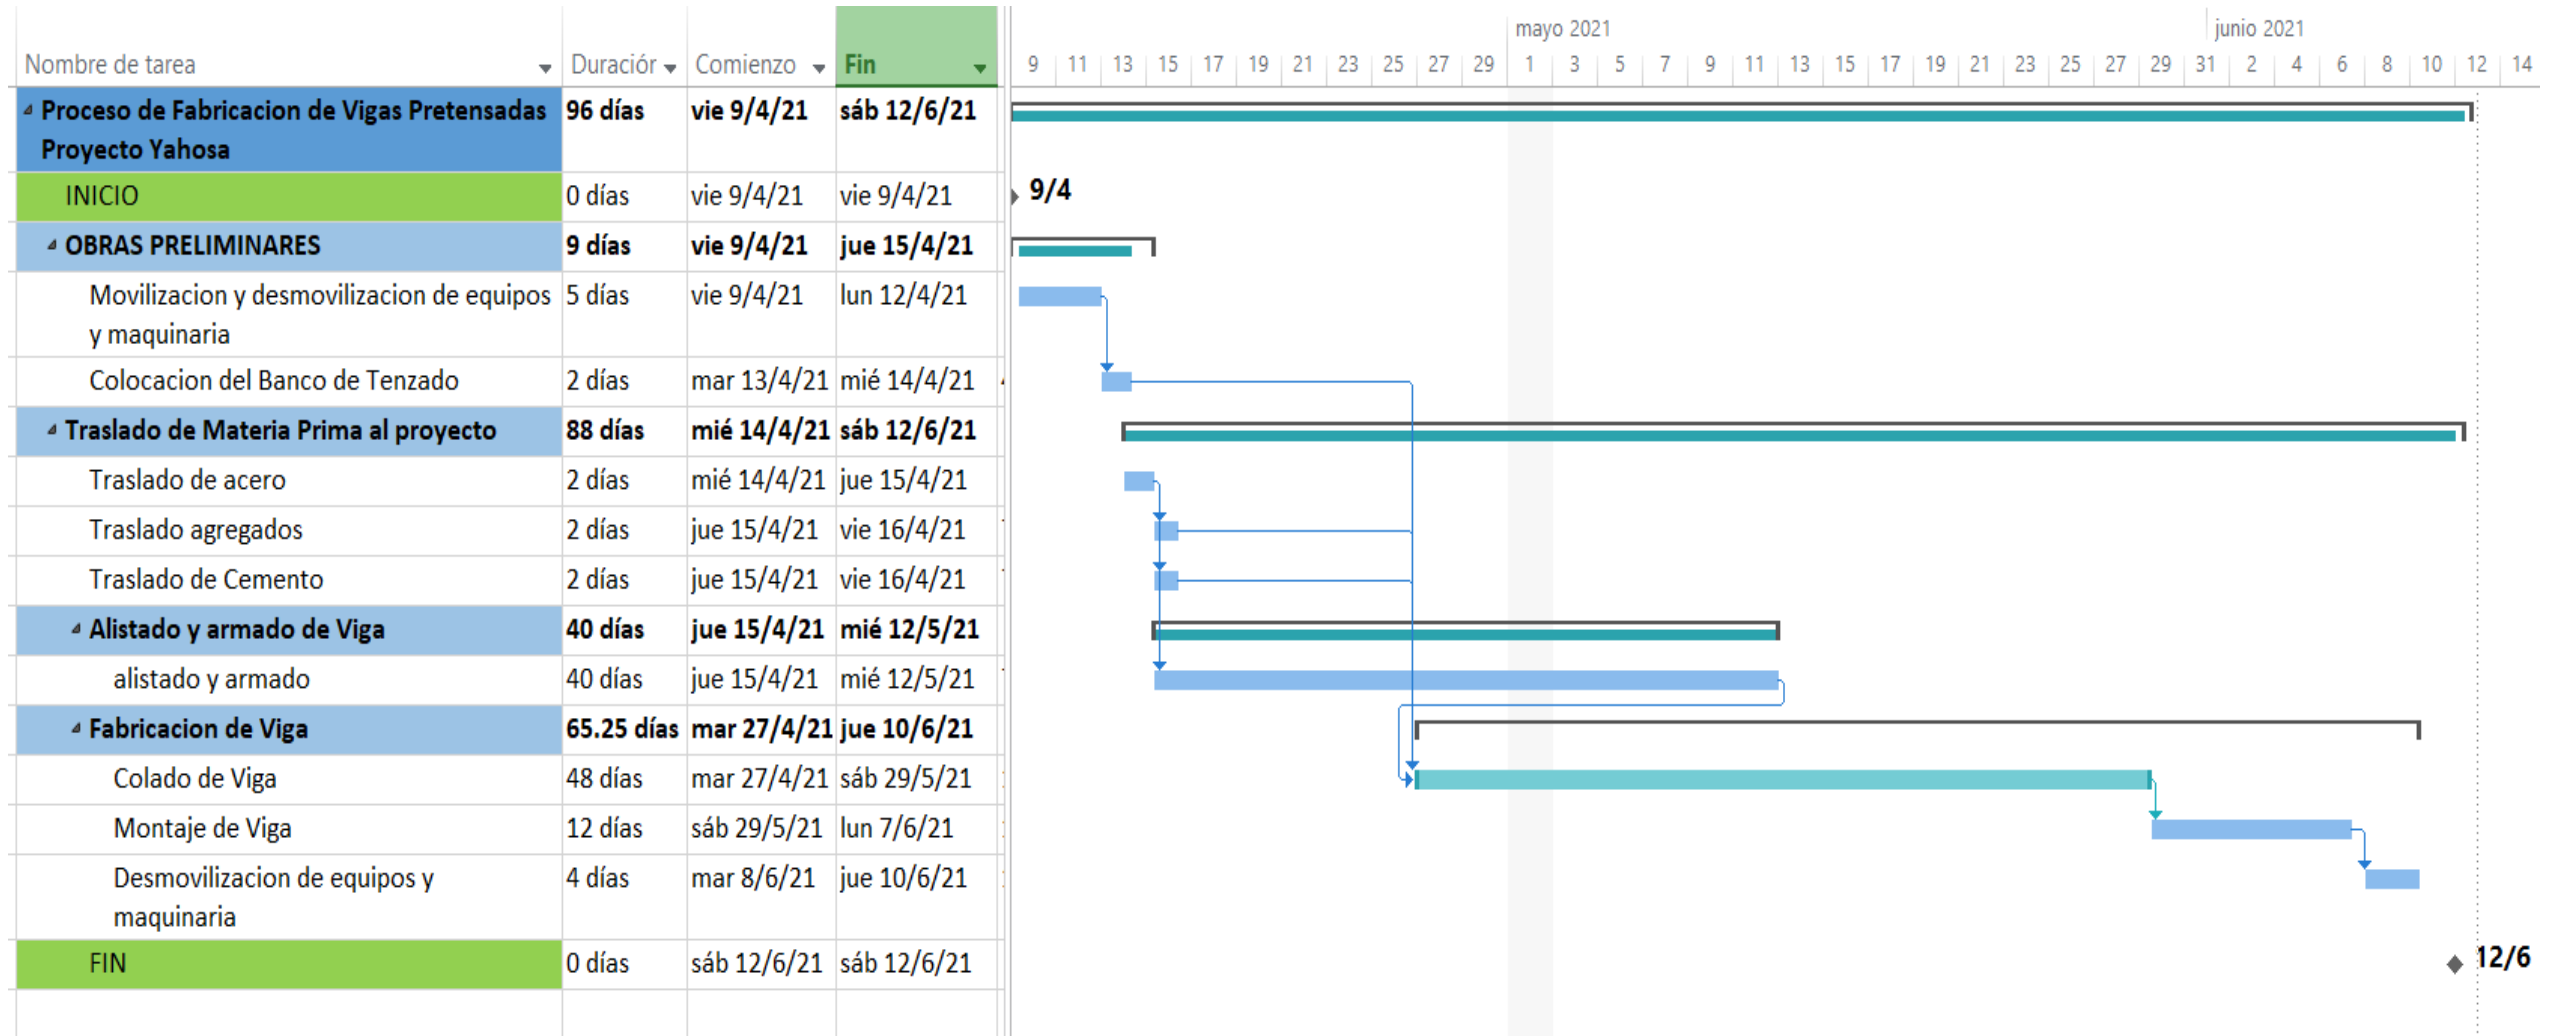 mayo 2021 junio 2021
Nombre de tarea Duraciór Comienzo Fin 9 11 13 15 17 19 21 23 25 27 29 1 3 5 7 9 11 13 15 17 19 21 23 25 27 29 31 2 4 6 8 10 12 14
Proceso de Fabricacion de Vigas Pretensadas 96 días vie 9/4/21 sáb 12/6/21
Proyecto Yahosa
INICIO 0 días vie 9/4/21 vie 9/4/21 9/4
OBRAS PRELIMINARES 9 días vie 9/4/21 jue 15/4/21
Movilizacion y desmovilizacion de equipos 5 días vie 9/4/21 lun 12/4/21
y maquinaria
Colocacion del Banco de Tenzado 2 días mar 13/4/21 mié 14/4/21
Traslado de Materia Prima al proyecto 88 días mié 14/4/21 sáb 12/6/21
Traslado de acero 2 días mié 14/4/21 jue 15/4/21
Traslado agregados 2 días jue 15/4/21 vie 16/4/21
Traslado de Cemento 2 días jue 15/4/21 vie 16/4/21
Alistado y armado de Viga 40 días jue 15/4/21 mié 12/5/21
alistado y armado 40 días jue 15/4/21 mié 12/5/21
Fabricacion de Viga 65.25 días mar 27/4/21 jue 10/6/21
Colado de Viga 48 días mar 27/4/21 sáb 29/5/21
Montaje de Viga 12 días sáb 29/5/21 lun 7/6/21
Desmovilizacion de equipos y 4 días mar 8/6/21 jue 10/6/21
maquinaria
FIN 0 días sáb 12/6/21 sáb 12/6/21 12/6